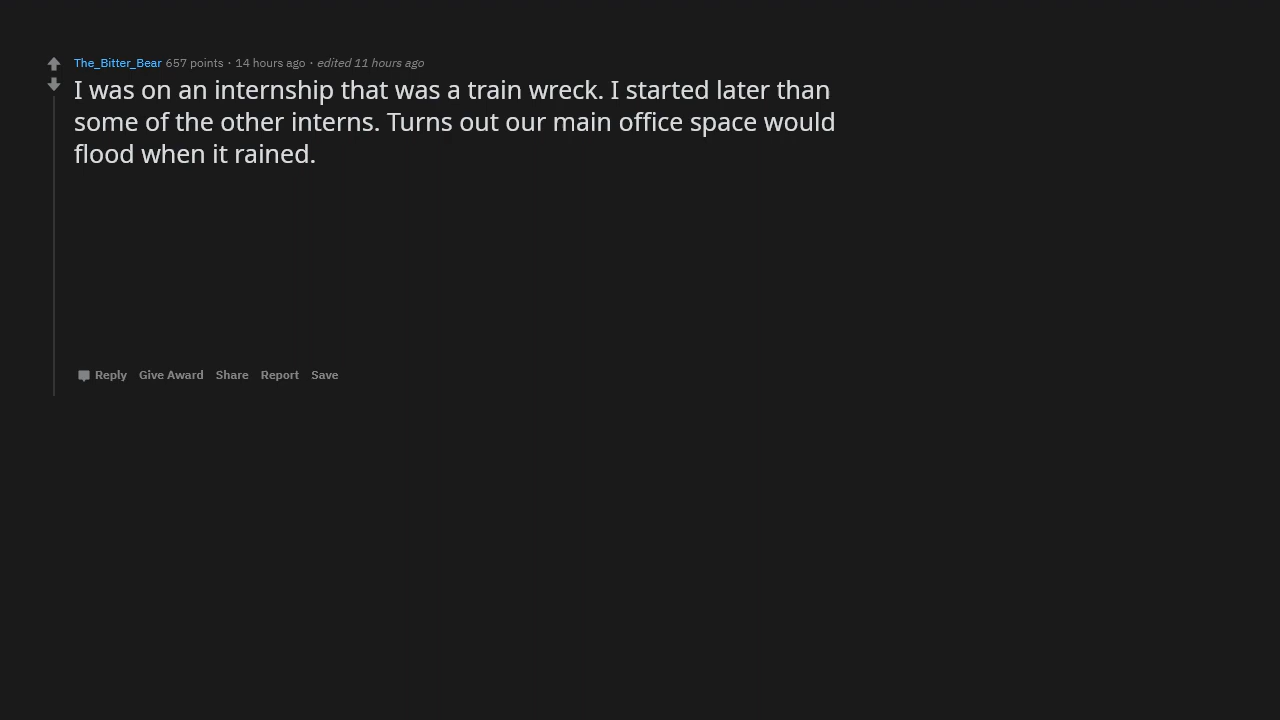 The_Bitter_Bear 657 points · 14 hours ago · edited 11 hours ago
I was on an internship that was a train wreck. I started later than
some of the other interns. Turns out our main office space would
flood when it rained.
Reply Give Award Share Report Save